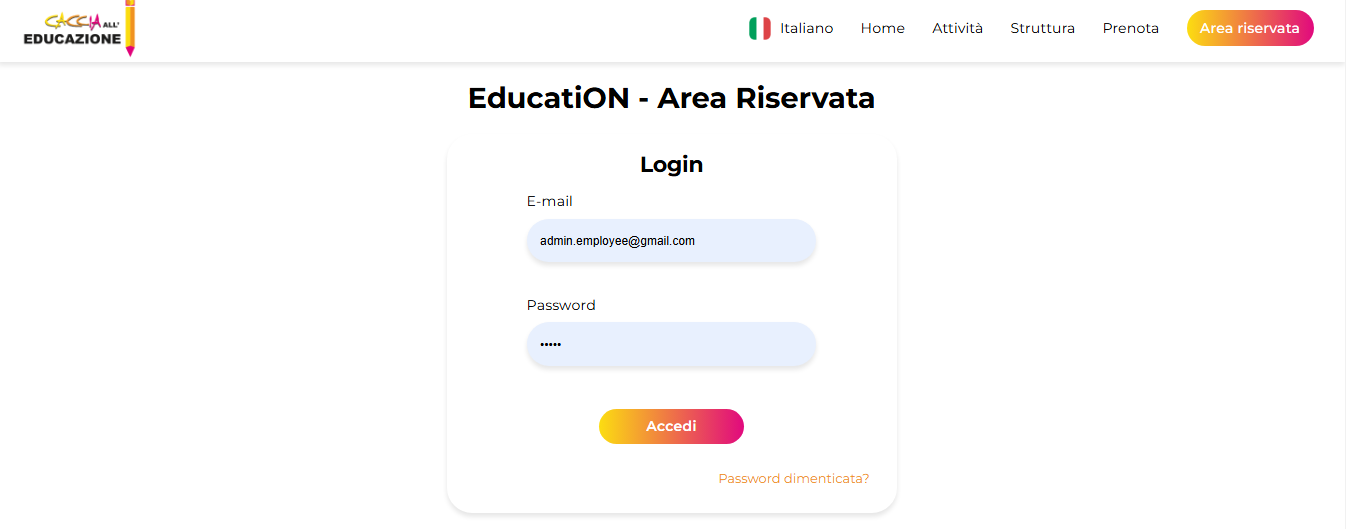 CACCIA ALL'
EDUCAZIONE
Italiano Home Attività Struttura Prenota Area riservata
EducatiON - Area Riservata
Login
E-mail
admin.employee@gmail.com
Password
•••••
Accedi
Password dimenticata?